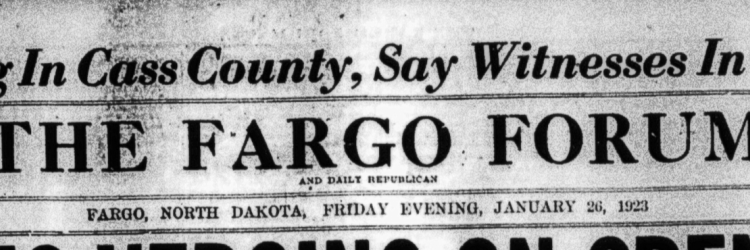 In Cass County, Say Witnesses In
THE FARGO FORUM
AND DAILY REPUBLICAN
FARGO, NORTH DAKOTA, FRIDAY EVENING, JANUARY 26, 1923